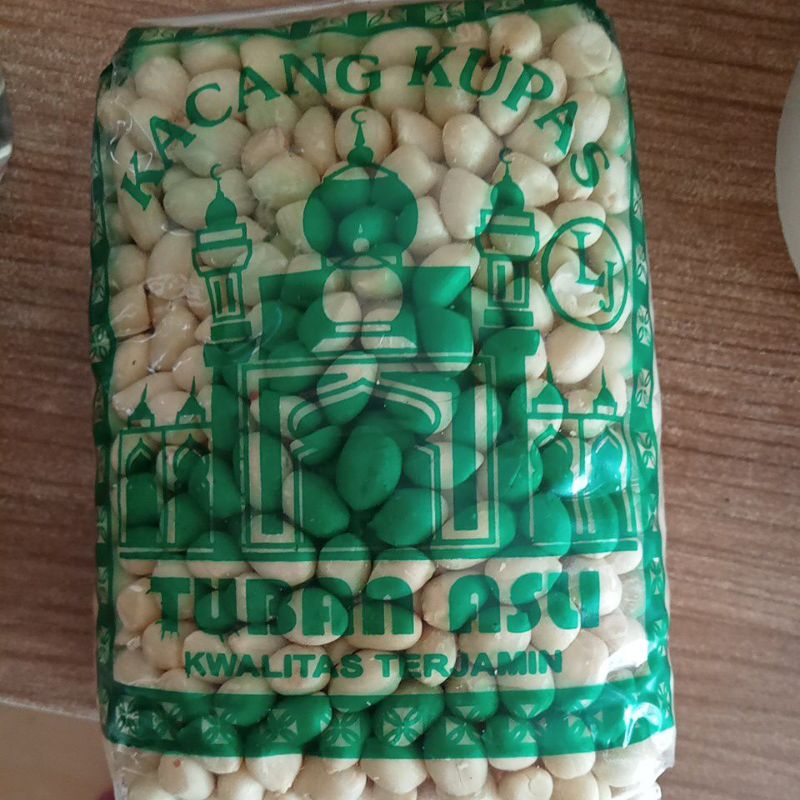 KACANG KUPAS
LJ
TUBAN ASLI
KWALITAS TERJAMIN